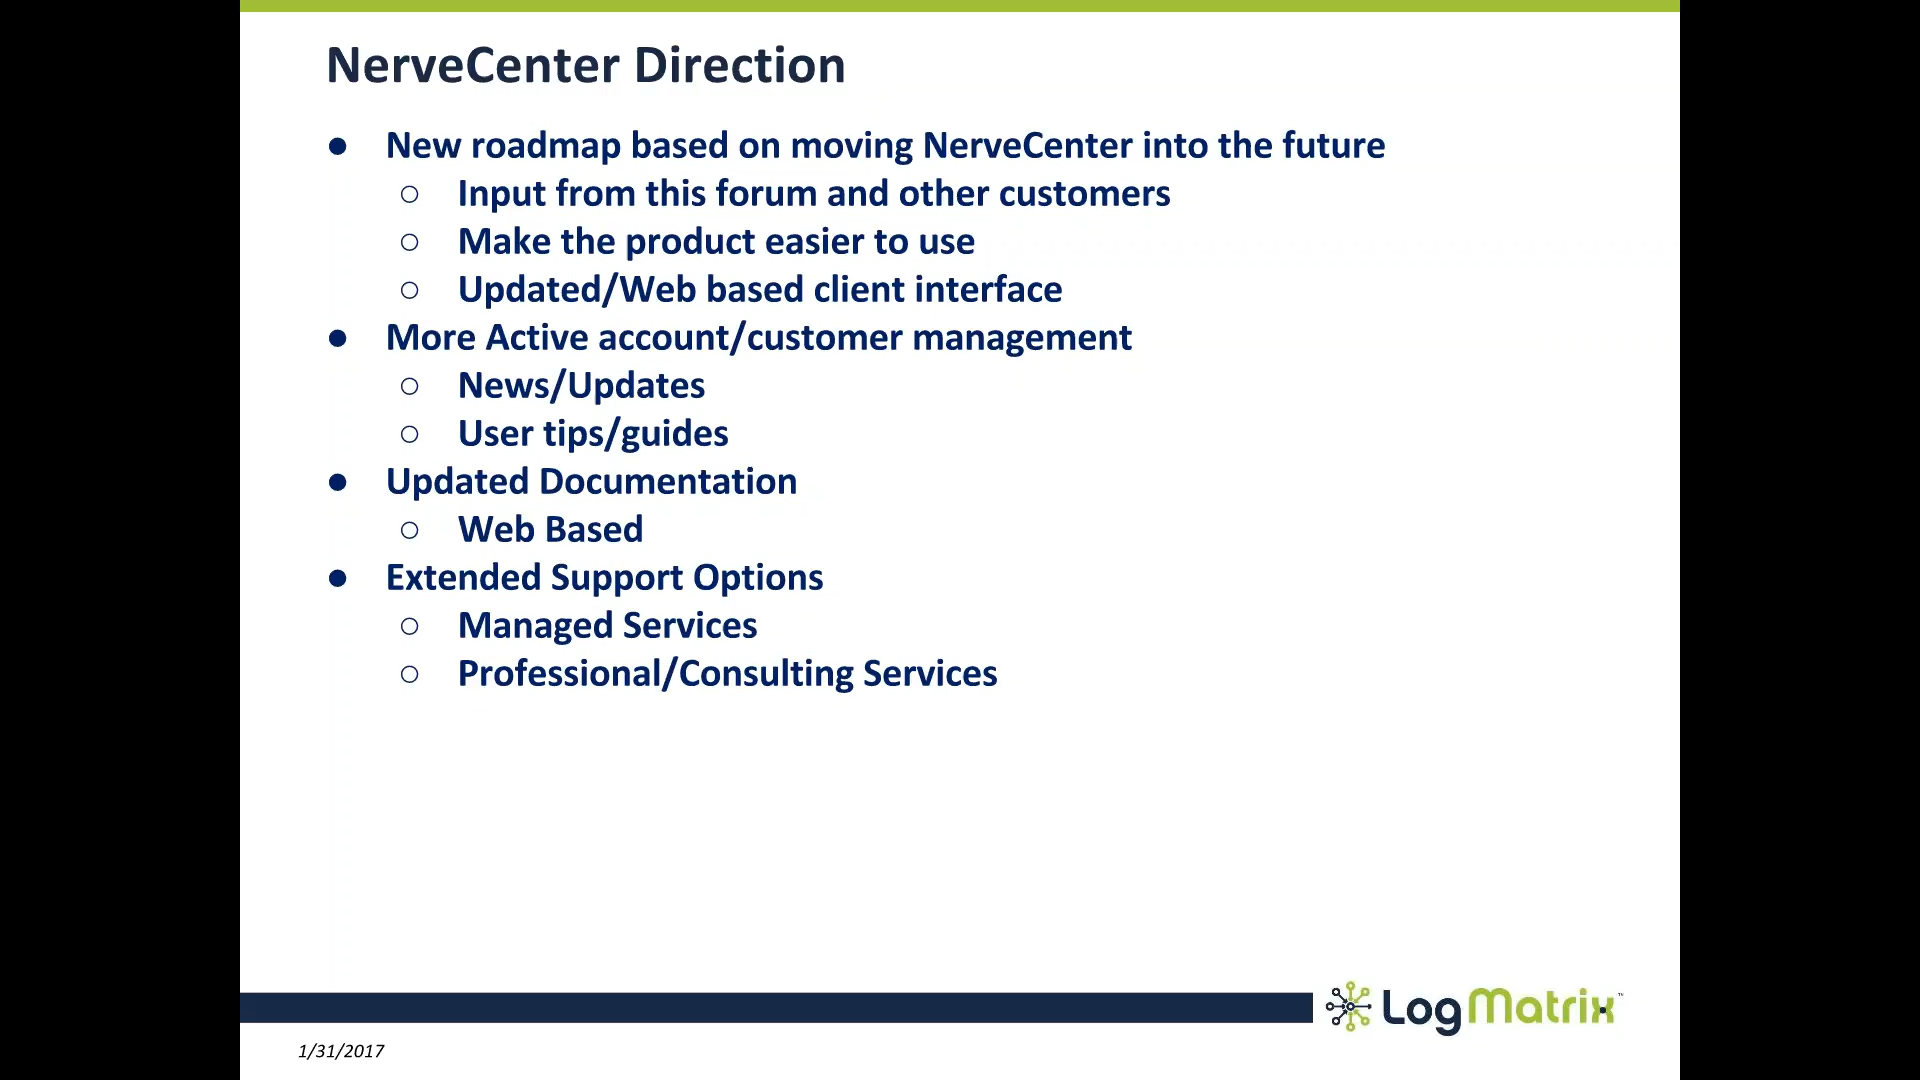 NerveCenter Direction
● New roadmap based on moving NerveCenter into the future
○ Input from this forum and other customers
○ Make the product easier to use
○ Updated/Web based client interface
● More Active account/customer management
○ News/Updates
○ User tips/guides
● Updated Documentation
○ Web Based
● Extended Support Options
○ Managed Services
○ Professional/Consulting Services
LogMatrix™
1/31/2017